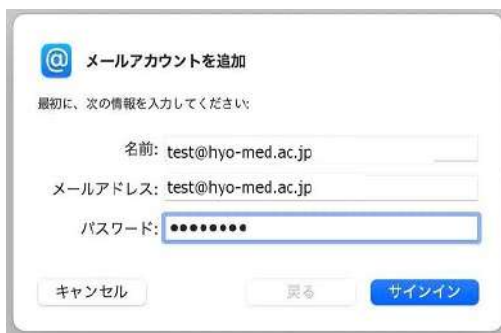 @ メールアカウントを追加
最初に、次の情報を入力してください:
名前: test@hyo-med.ac.jp
メールアドレス: test@hyo-med.ac.jp
パスワード: ●●●●●●●●
キャンセル 戻る サインイン